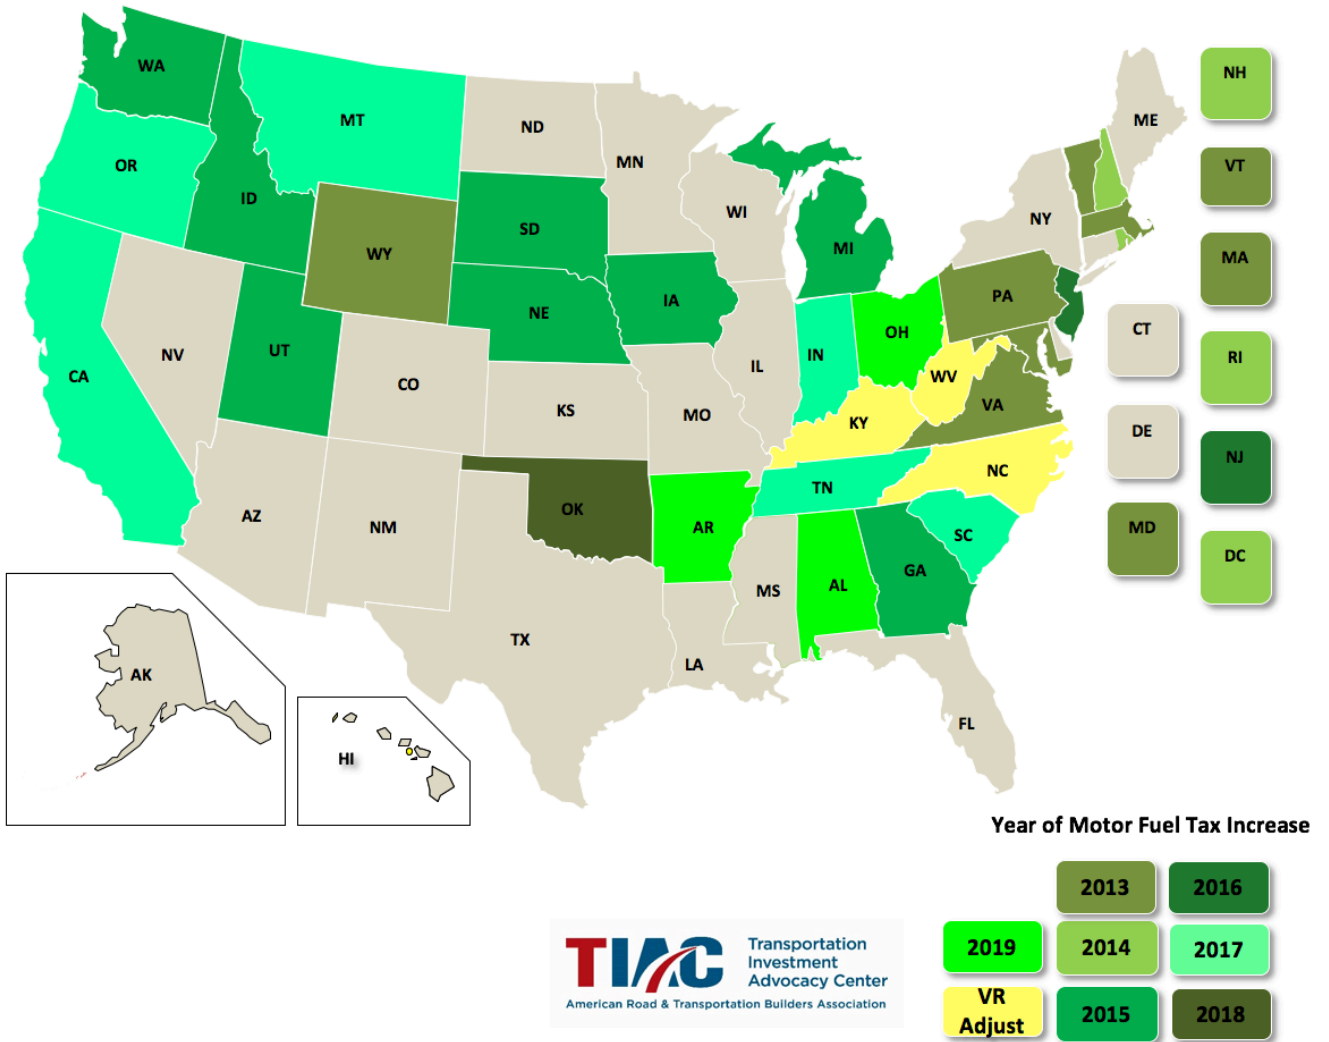 WA
MT
ND
MN
ME
NH
OR
ID
SD
WI
MI
NY
VT
WY
NE
IA
PA
MA
NV
UT
CO
KS
MO
IL
IN
OH
WV
VA
CT
RI
CA
KY
DE
NJ
AZ
NM
OK
AR
TN
NC
SC
MD
DC
TX
LA
MS
AL
GA
FL
AK
HI
Year of Motor Fuel Tax Increase
2013
2016
2019
2014
2017
VR
Adjust
2015
2018
TIAC
Transportation
Investment
Advocacy Center
American Road & Transportation Builders Association